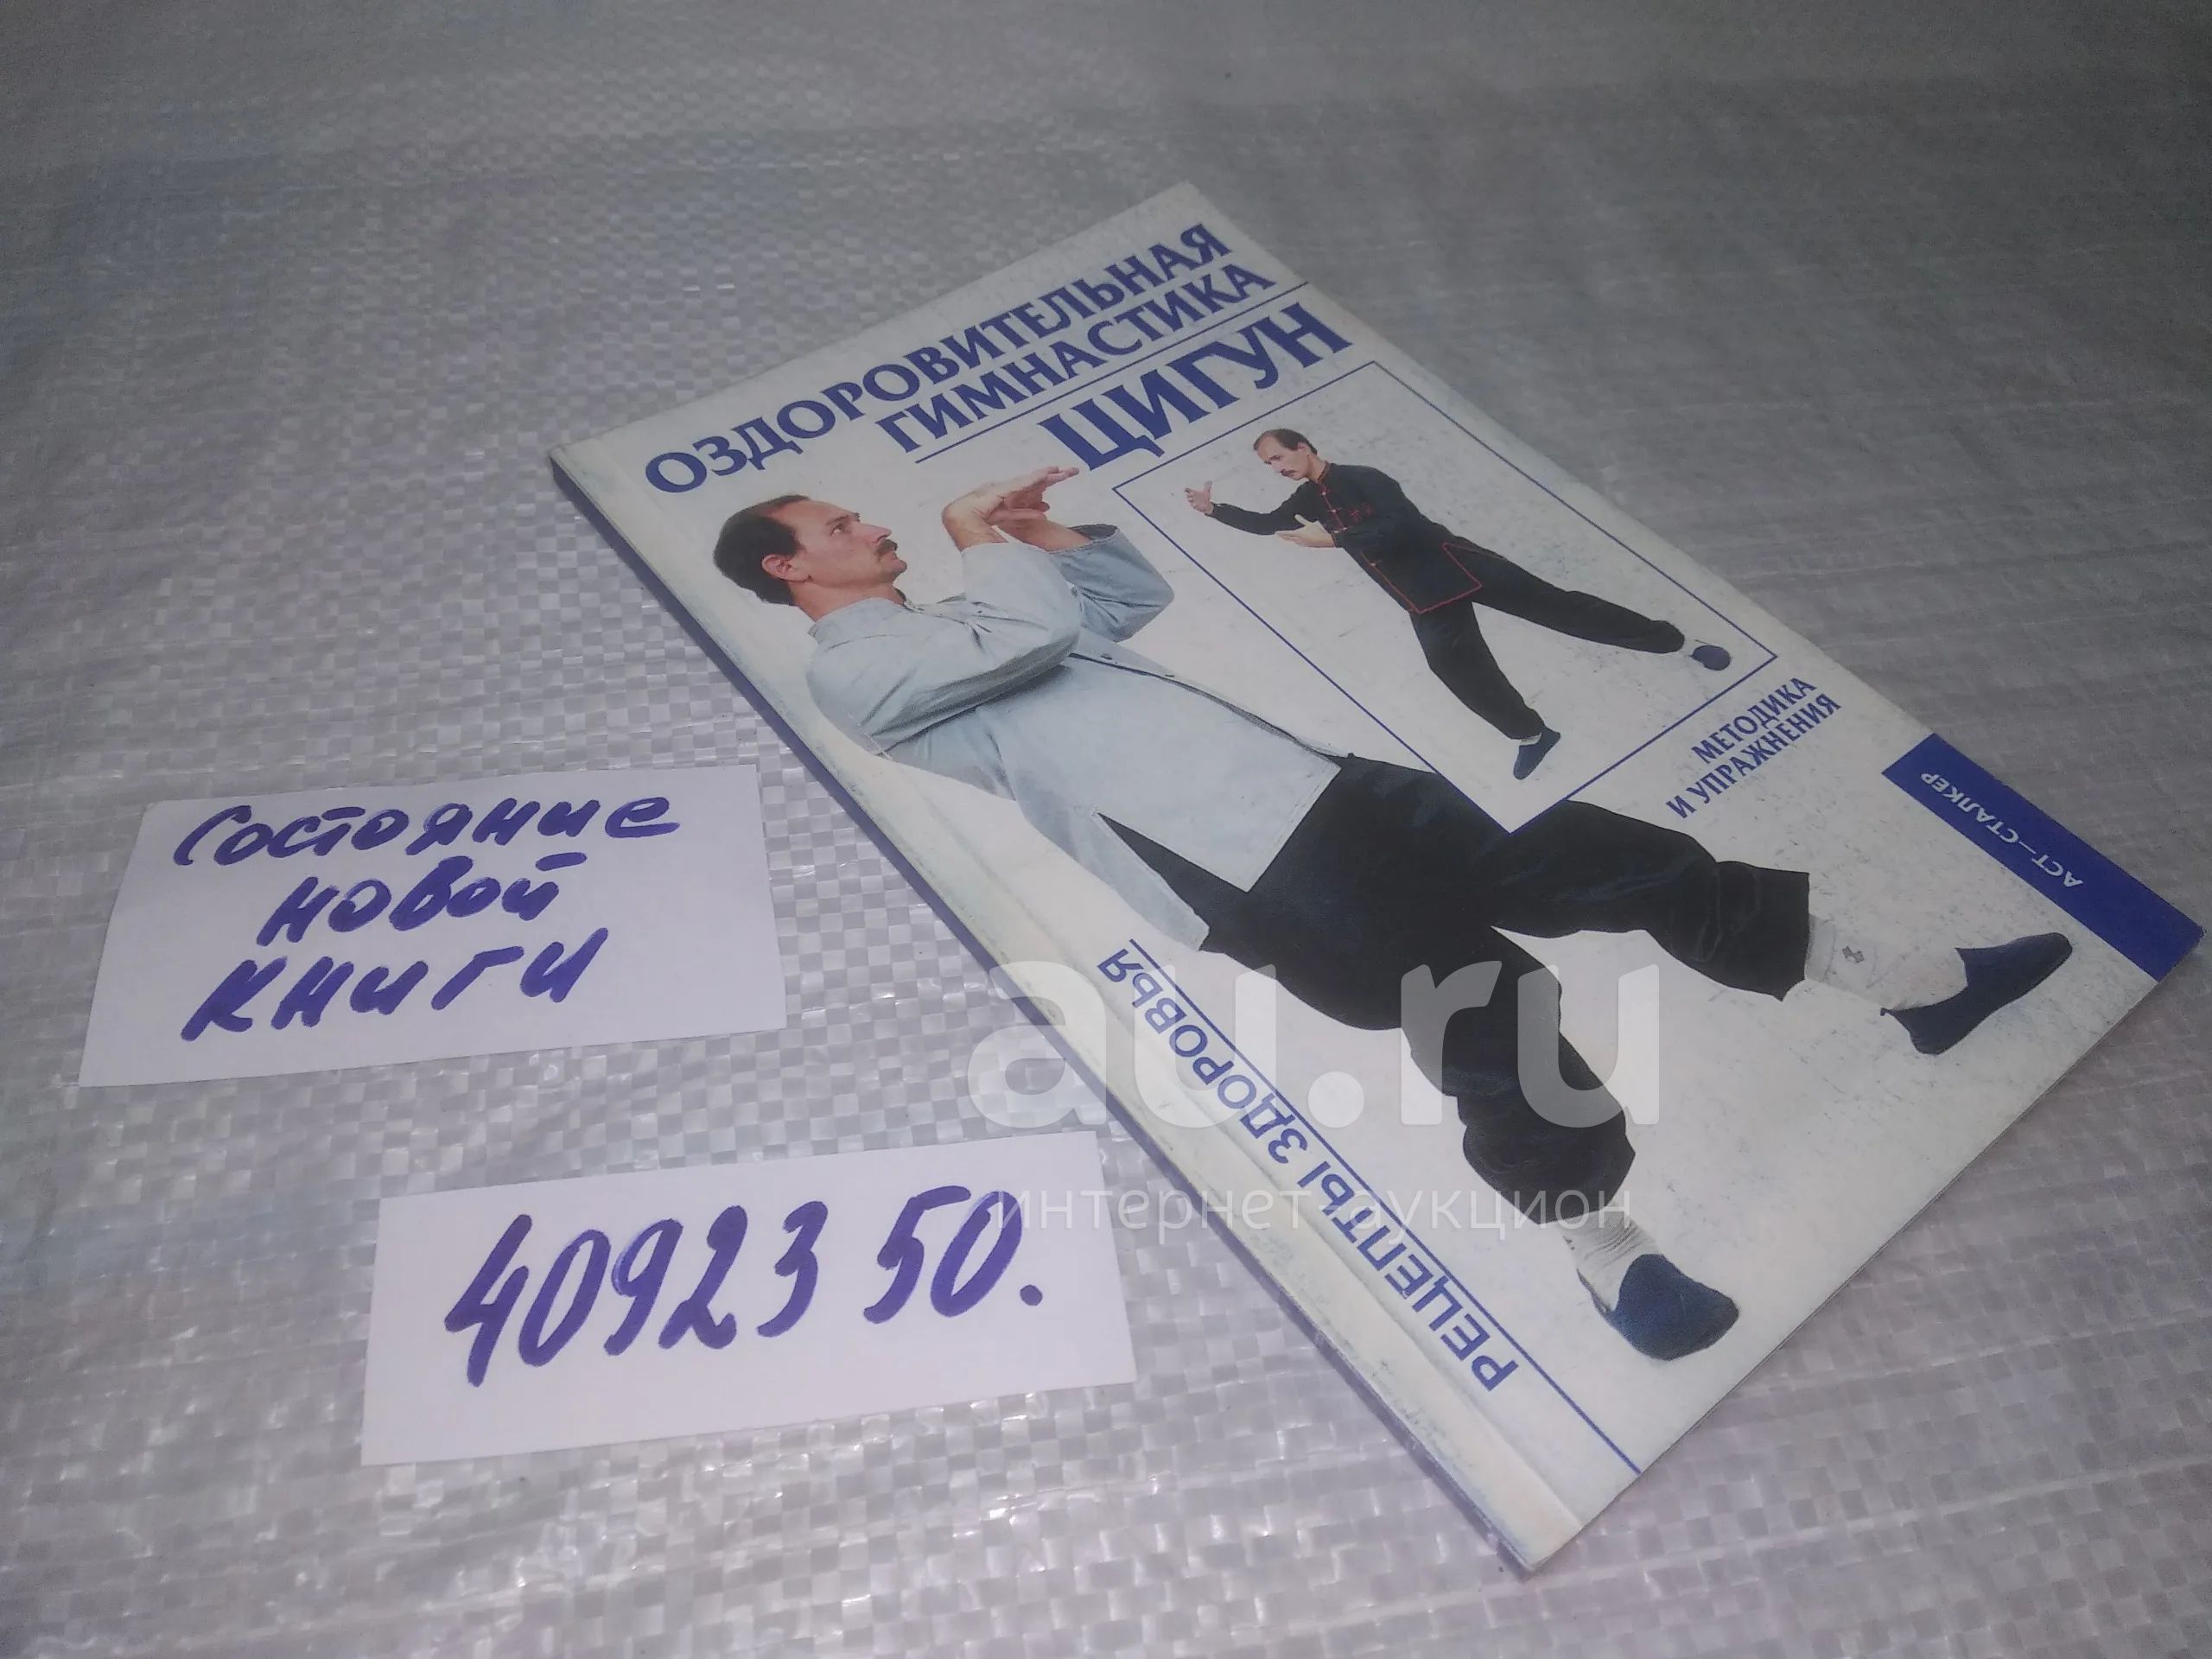 ОЗДОРОВИТЕЛЬНАЯ
ГИМНАСТИКА
ЦИГУН
МЕТОДИКА
И УПРАЖНЕНИЯ
АСТ—СТАЛКЕР
РЕЦЕПТЫ ЗДОРОВЬЯ
Состояние
новой
книги
40923 50.
au.ru
интернет аукцион